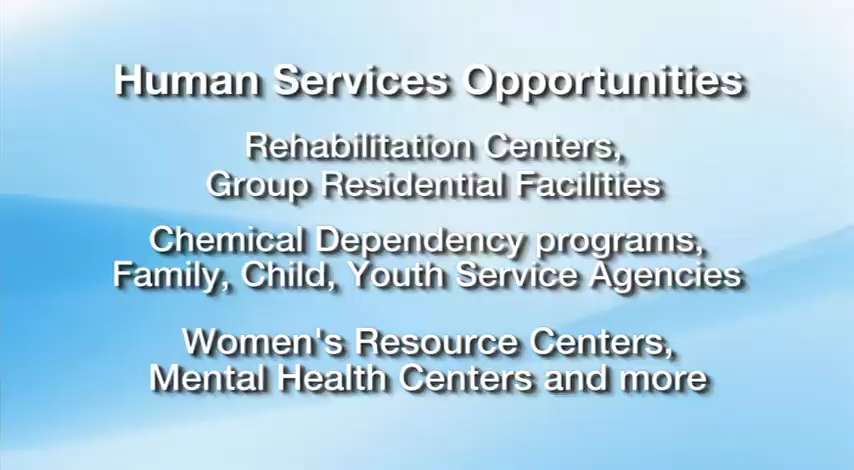 Human Services Opportunities
Rehabilitation Centers,
Group Residential Facilities
Chemical Dependency programs,
Family, Child, Youth Service Agencies
Women's Resource Centers,
Mental Health Centers and more